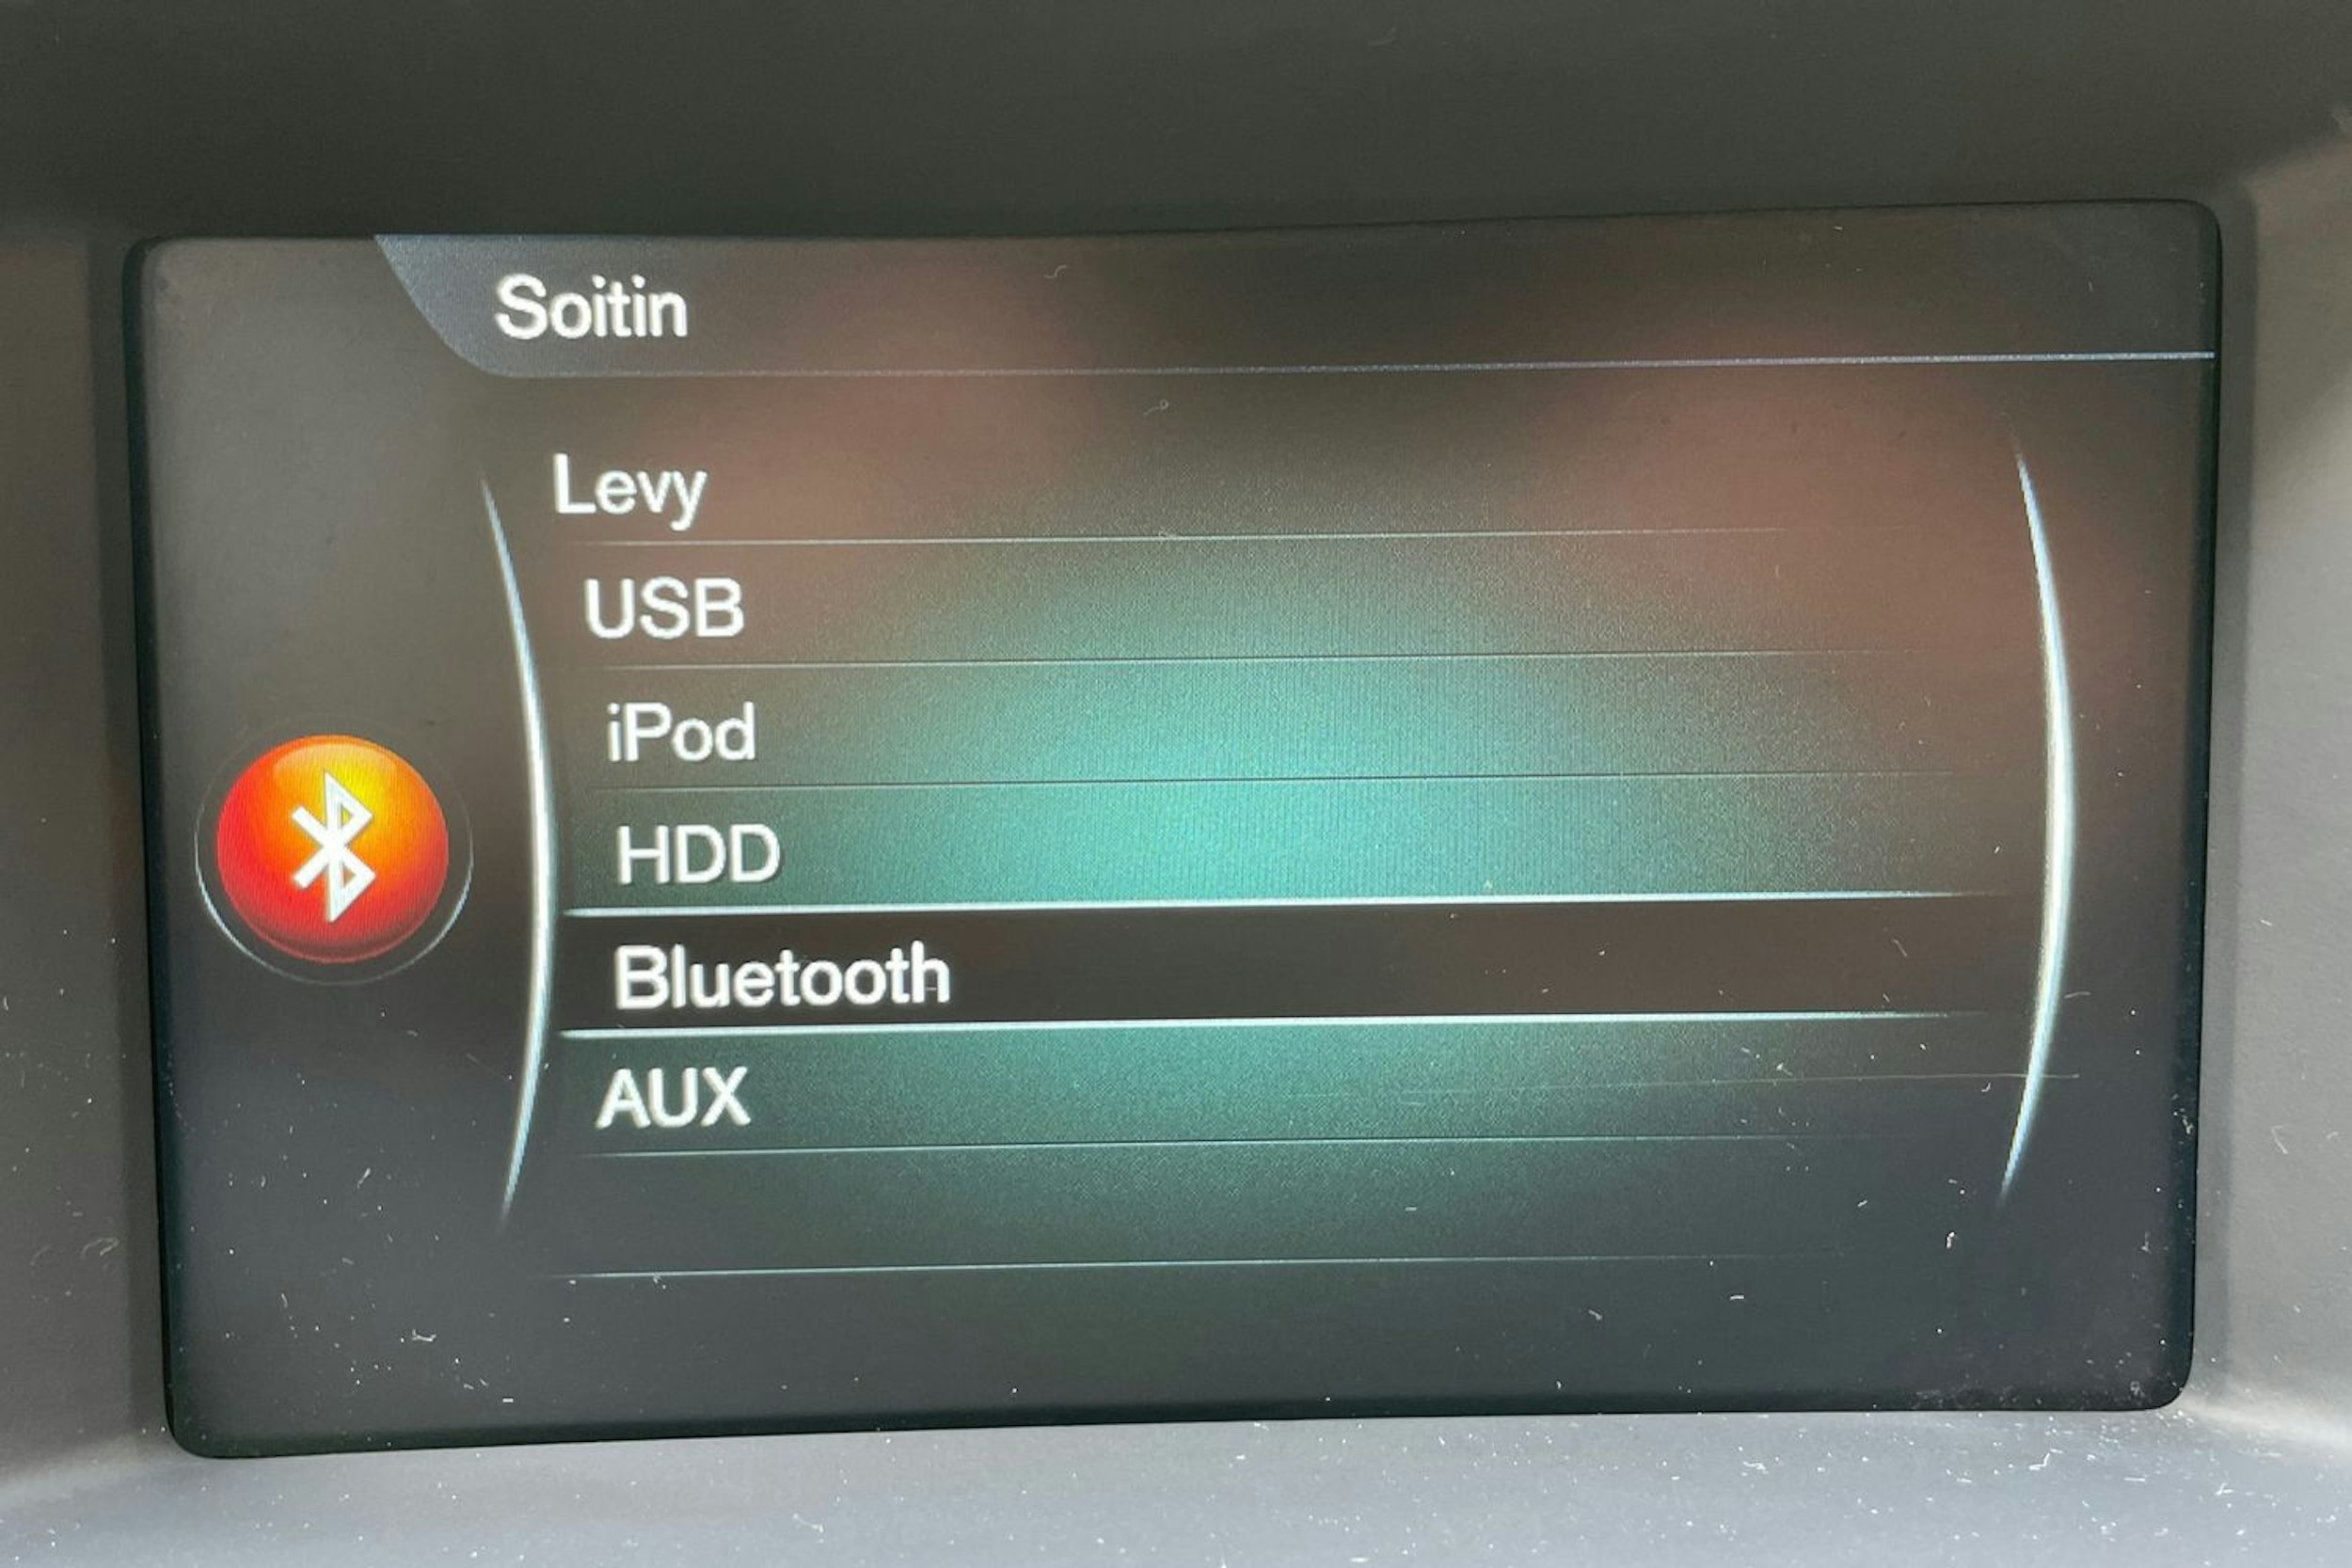 Soitin
Levy
USB
iPod
HDD
Bluetooth
AUX